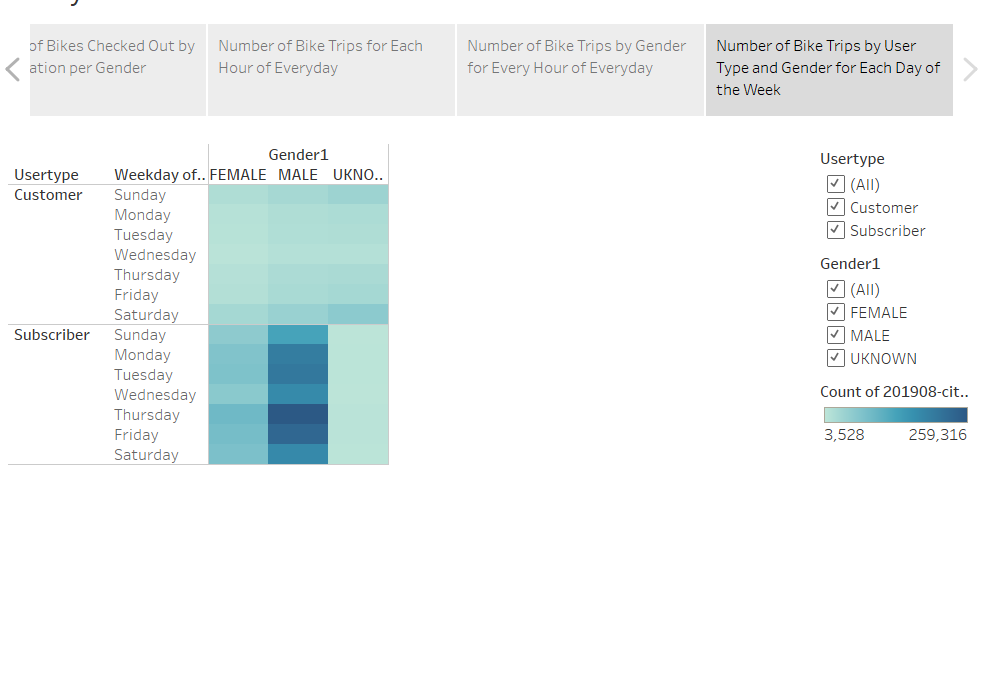 of Bikes Checked Out by
ation per Gender
Number of Bike Trips for Each
Hour of Everyday
Number of Bike Trips by Gender
for Every Hour of Everyday
Number of Bike Trips by User
Type and Gender for Each Day of
the Week
Gender1
Usertype Weekday of.. FEMALE MALE UKNO..
Customer Sunday
Monday
Tuesday
Wednesday
Thursday
Friday
Saturday
Subscriber Sunday
Monday
Tuesday
Wednesday
Thursday
Friday
Saturday
Usertype
(All)
Customer
Subscriber
Gender1
(All)
FEMALE
MALE
UKNOWN
Count of 201908-cit..
3,528 259,316